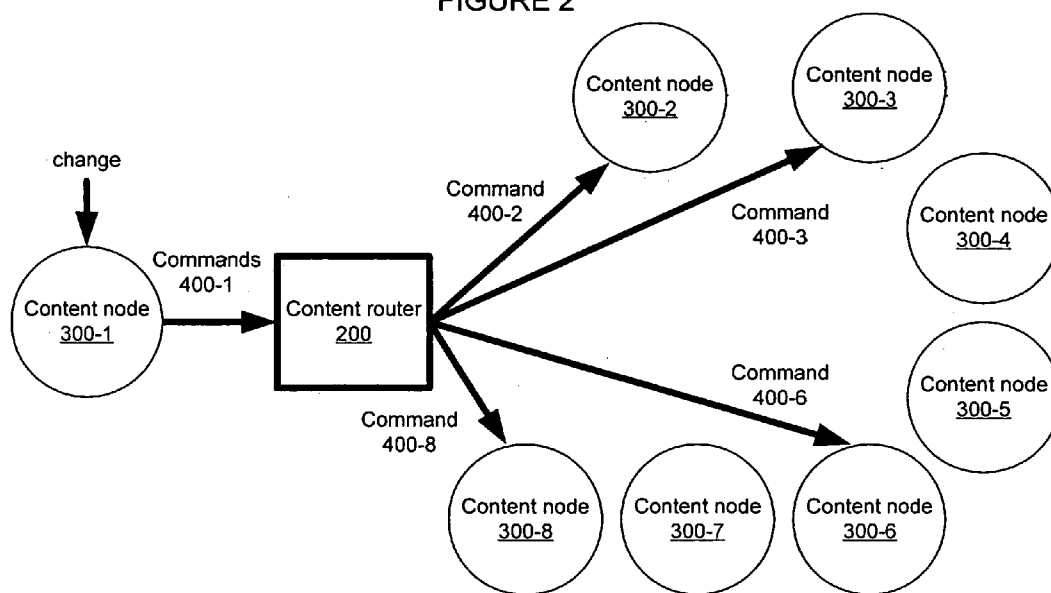 FIGURE 2
Content node
300-2
Content node
300-3
change
Command
400-2
Command
400-3
Content node
300-4
Commands
400-1
Content node
300-1
Content router
200
Command
400-6
Content node
300-5
Command
400-8
Content node
300-8
Content node
300-7
Content node
300-6